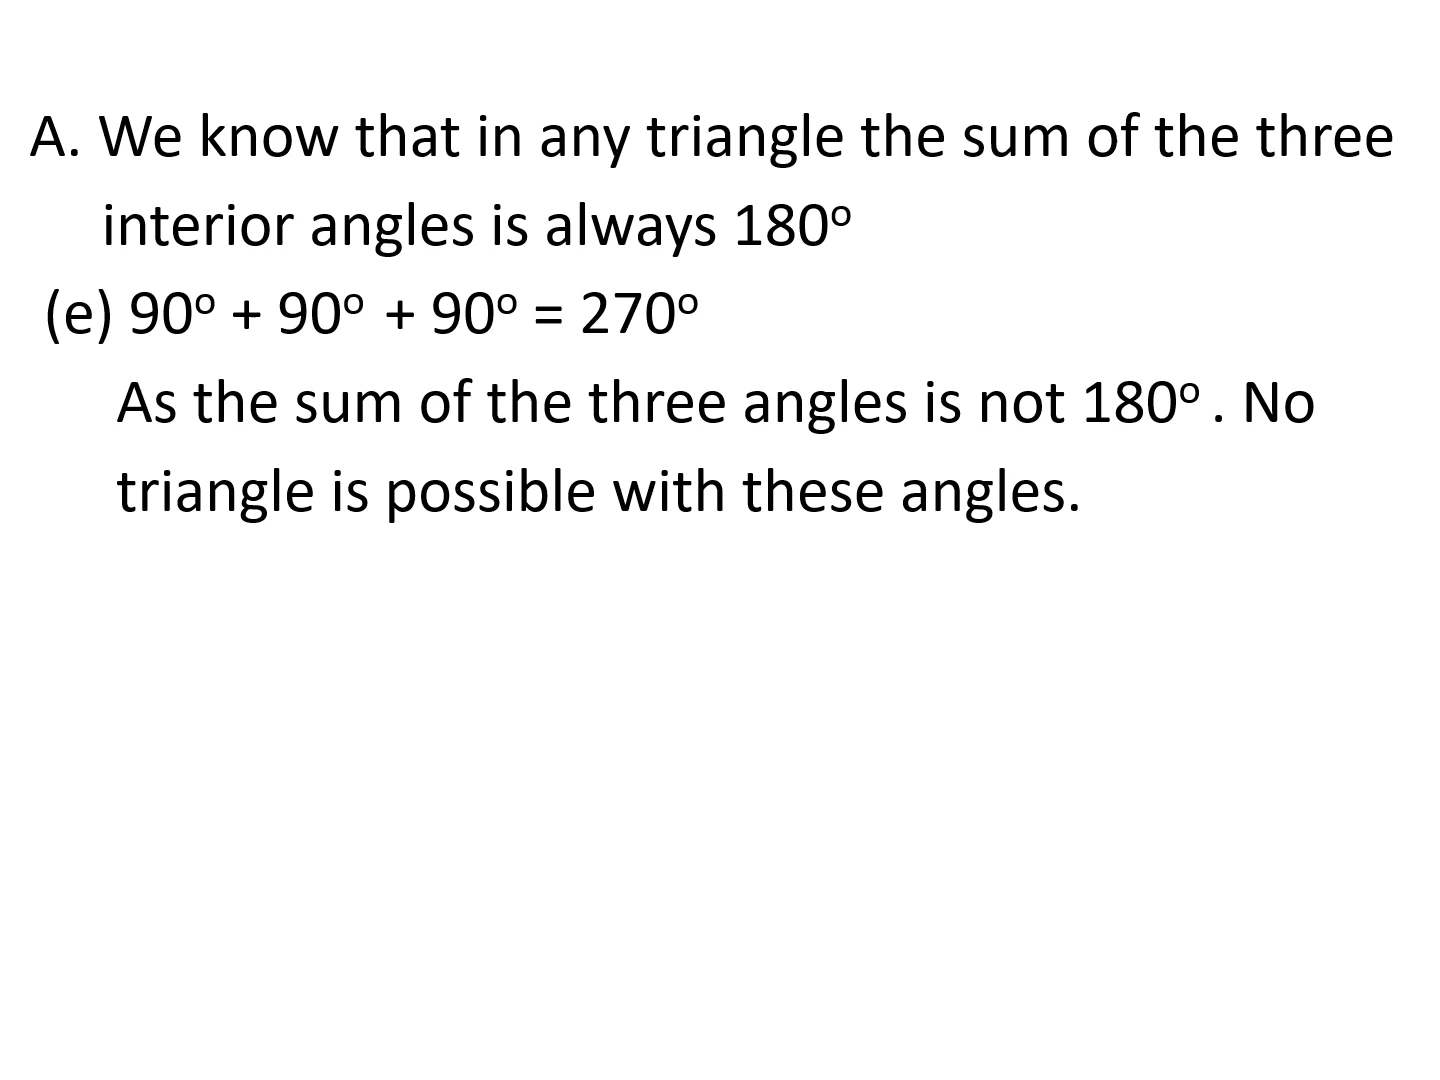 A. We know that in any triangle the sum of the three
interior angles is always 180º
(e) 90º + 90º + 90º = 270º
As the sum of the three angles is not 180º . No
triangle is possible with these angles.